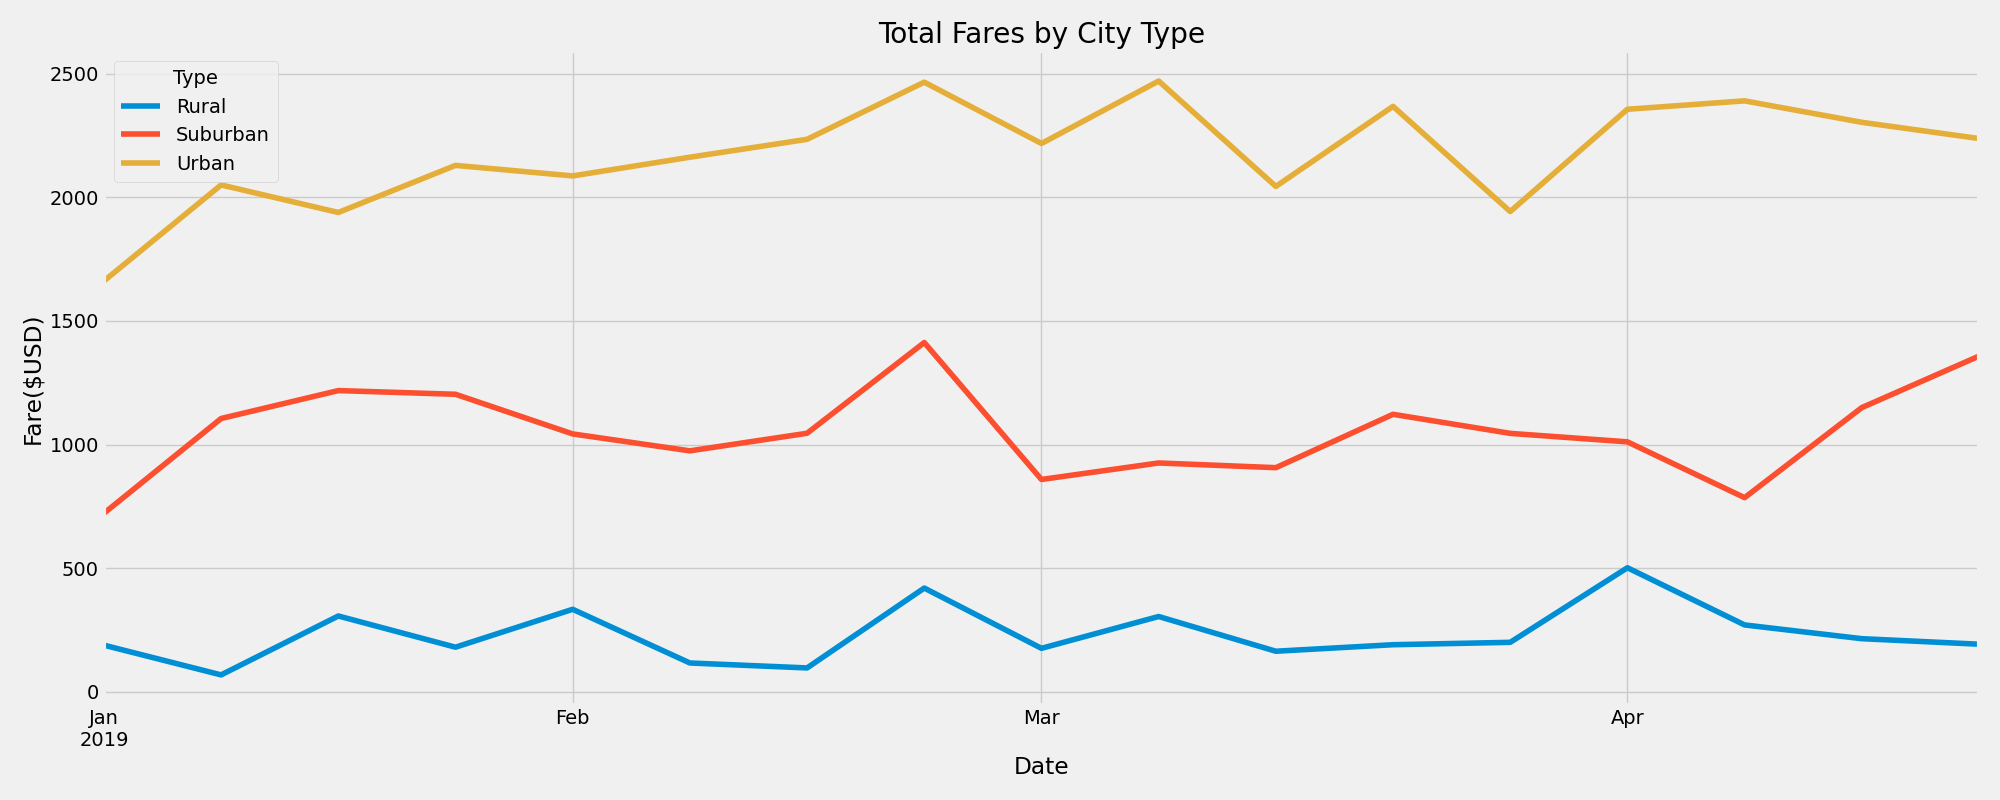 Total Fares by City Type
Type
Rural
Suburban
Urban
Fare($USD)
2500
2000
1500
1000
500
0
Jan
2019
Feb
Mar
Apr
Date